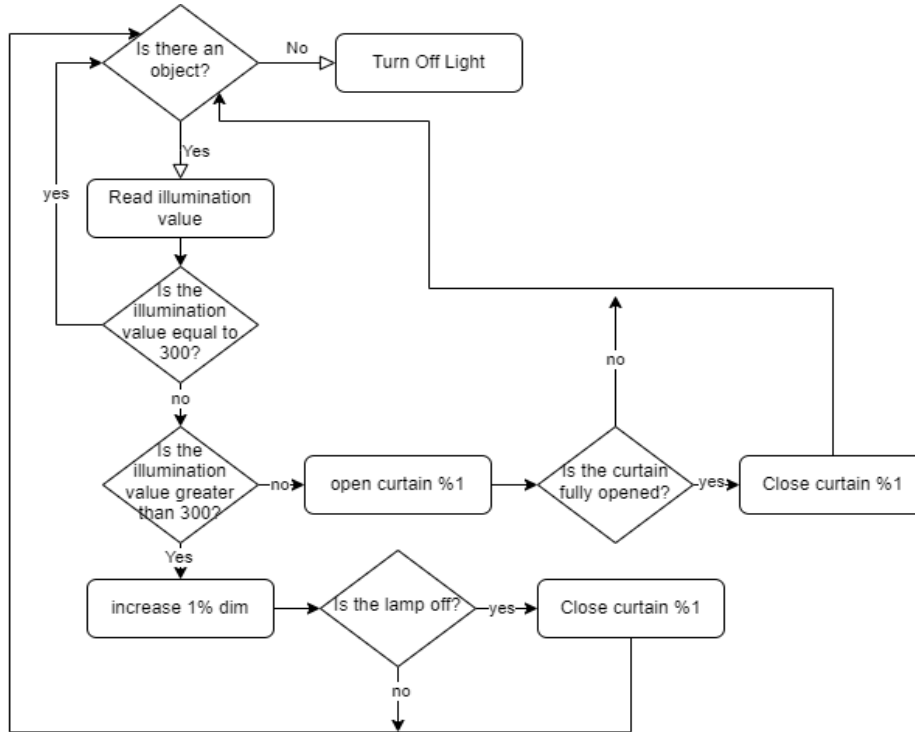 Is there an
object?
No
Turn Off Light
Yes
yes
Read illumination
value
Is the
illumination
value equal to
300?
no
no
Is the
illumination
value greater
than 300?
no
open curtain %1
Is the curtain
fully opened?
yes
Close curtain %1
Yes
increase 1% dim
Is the lamp off?
yes
Close curtain %1
no